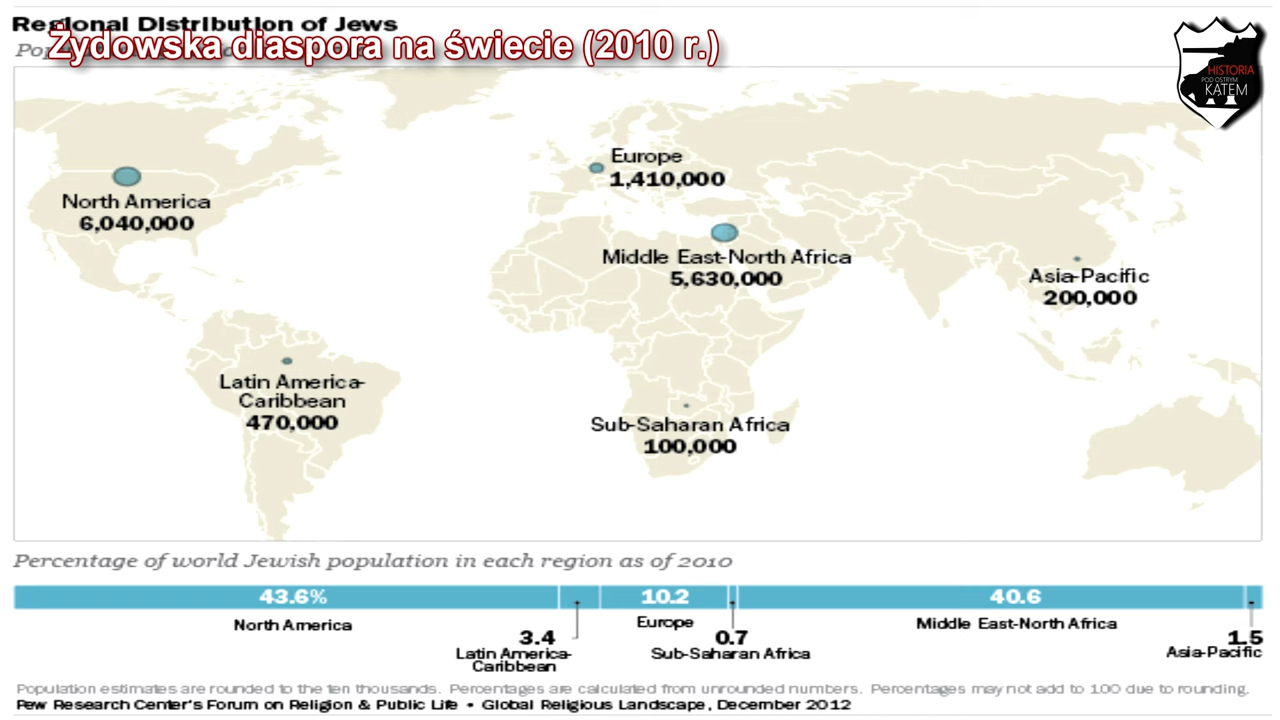 Regional Distribution of Jews
Żydowska diaspora na świecie (2010 r.)
HISTORIA
POD OSTRYM
KĄTEM
Europe
1,410,000
North America
6,040,000
Middle East-North Africa
5,630,000
Asia-Pacific
200,000
Latin America-
Caribbean
470,000
Sub-Saharan Africa
100,000
Percentage of world Jewish population in each region as of 2010
43.6% 10.2 40.6
North America Europe Middle East-North Africa
3.4 0.7 1.5
Latin America- Sub-Saharan Africa Asia-Pacific
Caribbean
Population estimates are rounded to the ten thousands. Percentages are calculated from unrounded numbers. Percentages may not add to 100 due to rounding.
Pew Research Center's Forum on Religion & Public Life • Global Religious Landscape, December 2012